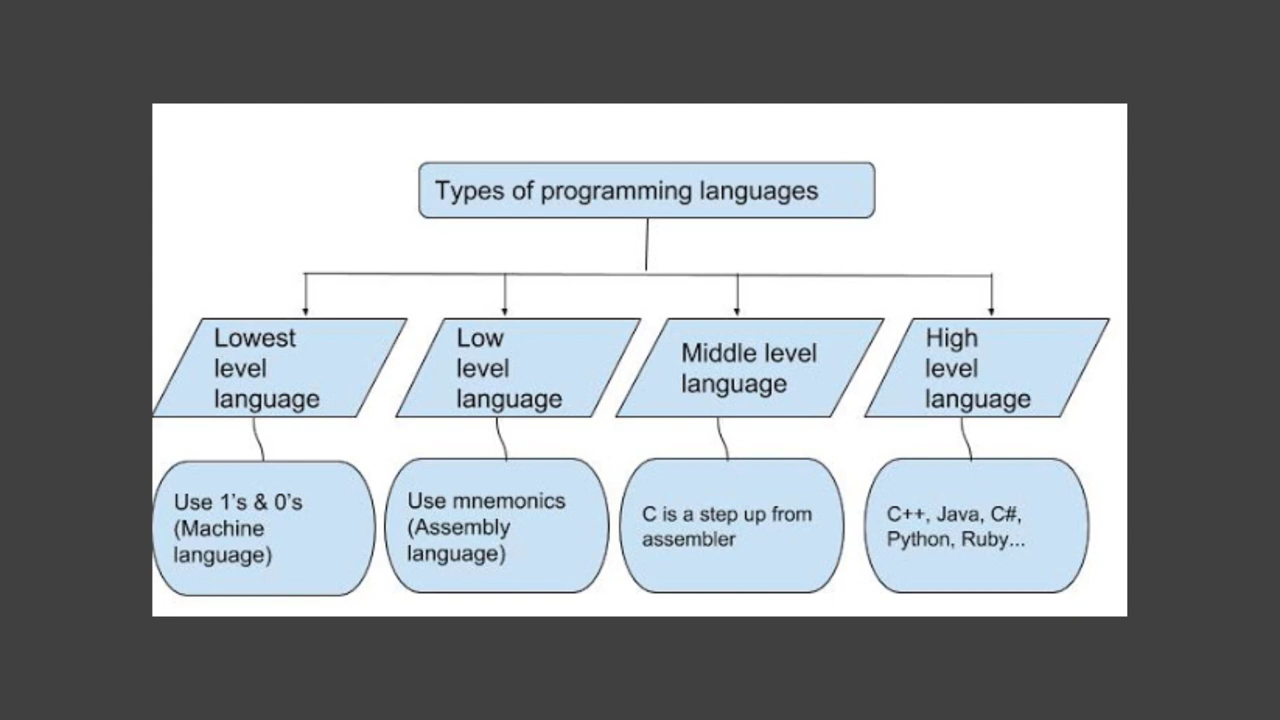 Types of programming languages
Lowest
level
language
Low
level
language
Middle level
language
High
level
language
Use 1's & 0's
(Machine
language)
Use mnemonics
(Assembly
language)
C is a step up from
assembler
C++, Java, C#,
Python, Ruby...